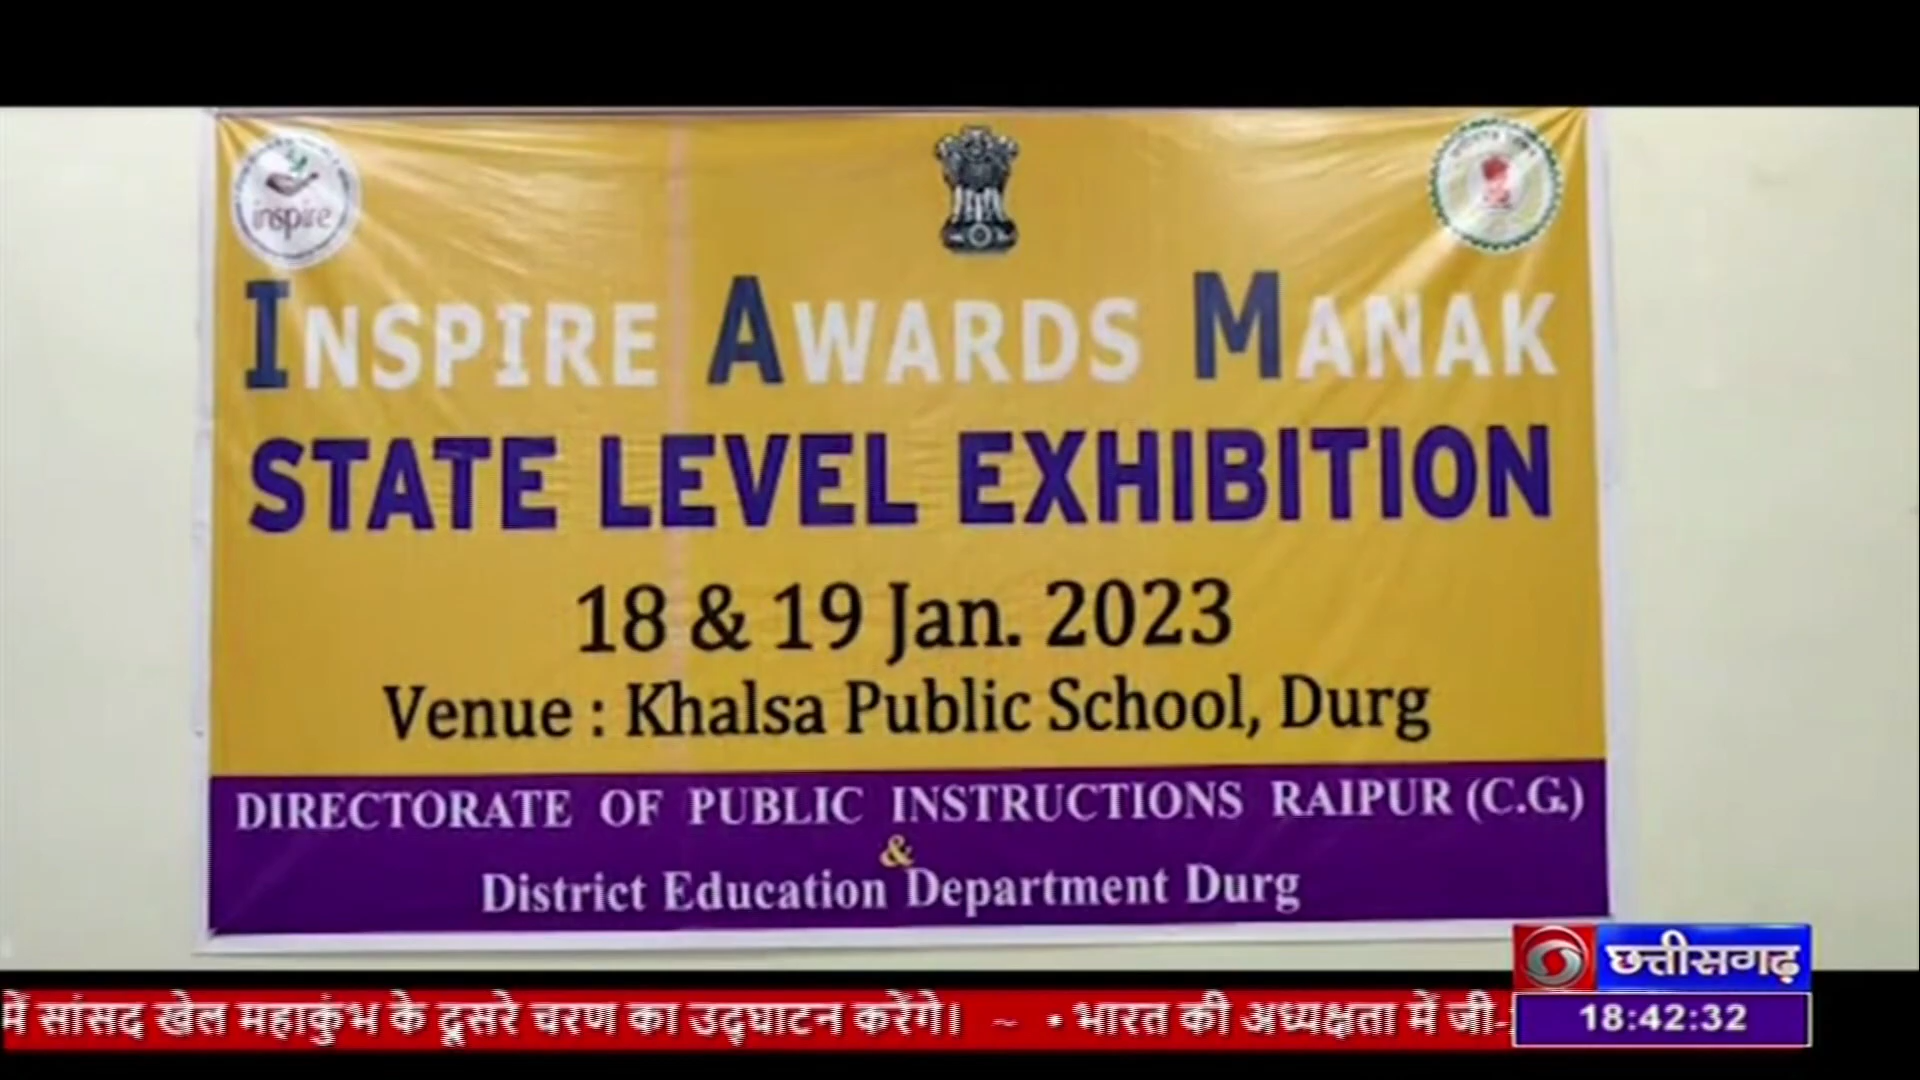 inspire
INSPIRE AWARDS MANAK
STATE LEVEL EXHIBITION
18 & 19 Jan. 2023
Venue : Khalsa Public School, Durg
DIRECTORATE OF PUBLIC INSTRUCTIONS RAIPUR (C.G.)
&
District Education Department Durg
छत्तीसगढ़
में सांसद खेल महाकुंभ के दूसरे चरण का उद्घाटन करेंगे। ~ • भारत की अध्यक्षता में जी-
18:42:32